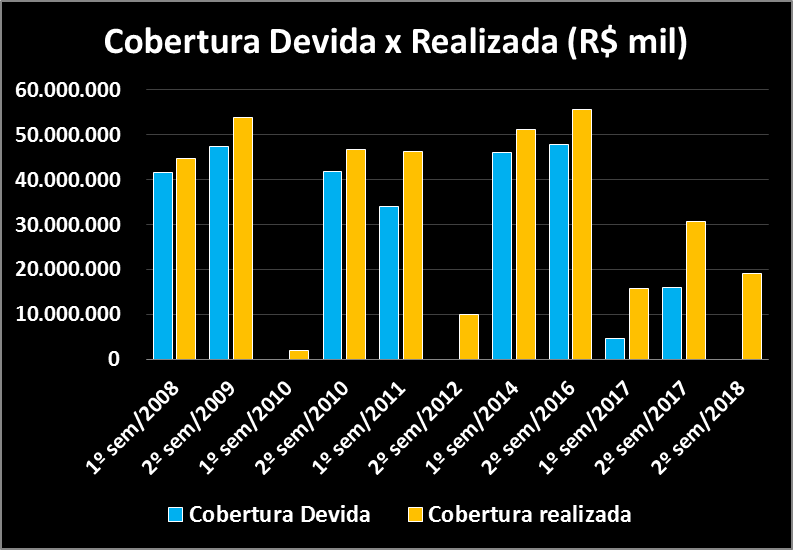 Cobertura Devida x Realizada (R$ mil)
60.000.000
50.000.000
40.000.000
30.000.000
20.000.000
10.000.000
0
1º sem/2008
2º sem/2009
1º sem/2010
2º sem/2010
1º sem/2011
2º sem/2012
1º sem/2014
2º sem/2016
1º sem/2017
2º sem/2017
2º sem/2018
Cobertura Devida
Cobertura realizada